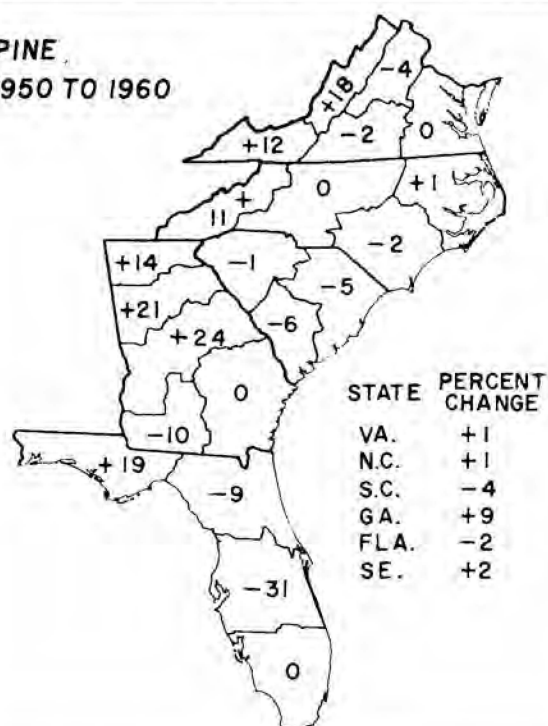 PINE
950 TO 1960
-4
+18
-2
0
+12
0
+1
+
11
-2
+14
-1
-5
+21
-6
+24
0
-10
+19
-9
-31
0
STATE PERCENT CHANGE
VA. +1
N.C. +1
S.C. -4
GA. +9
FLA. -2
SE. +2